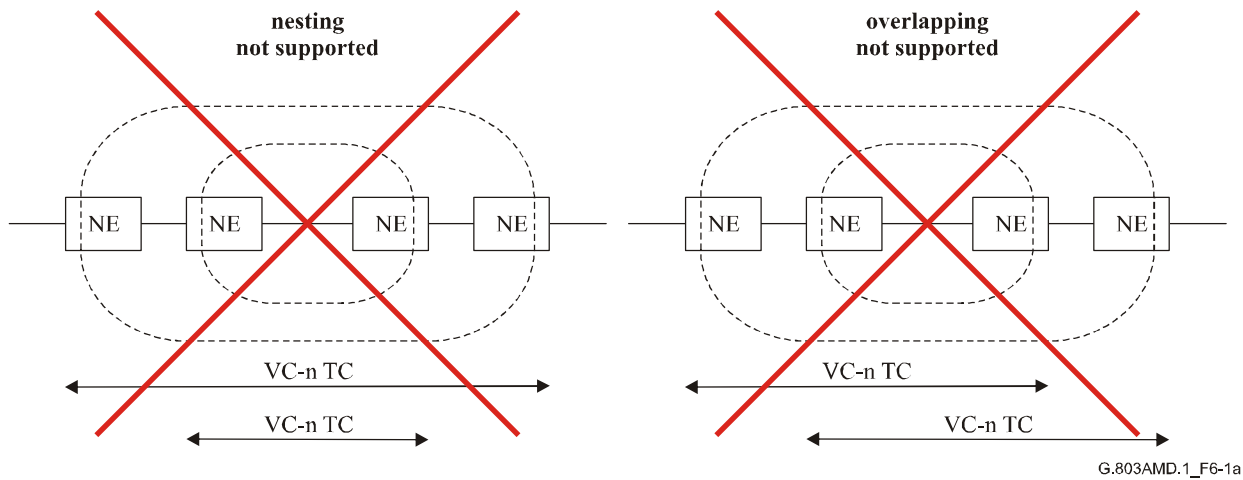 nesting
not supported
NE
NE
NE
NE
VC-n TC
VC-n TC
overlapping
not supported
NE
NE
NE
NE
VC-n TC
VC-n TC
G.803AMD.1_F6-1a